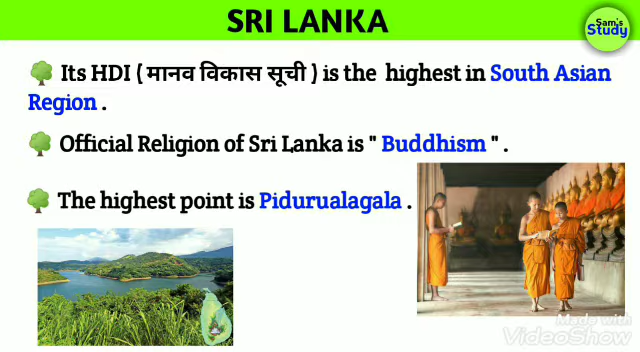 SRI LANKA
Sam's
Study
Its HDI ( मानव विकास सूची ) is the highest in South Asian
Region .
Official Religion of Sri Lanka is " Buddhism " .
The highest point is Pidurualagala .
Made with
VideoShow